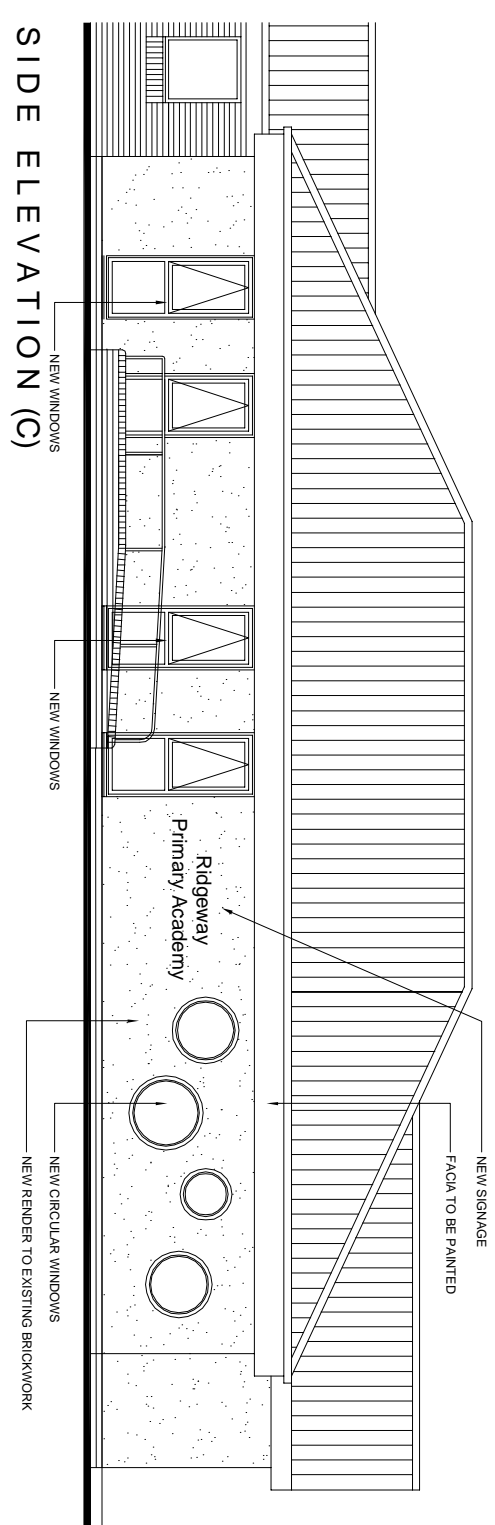 NEW SIGNAGE
FACIA TO BE PAINTED
Ridgeway
Primary Academy
NEW WINDOWS
NEW WINDOWS
NEW CIRCULAR WINDOWS
NEW RENDER TO EXISTING BRICKWORK
SIDE ELEVATION (C)